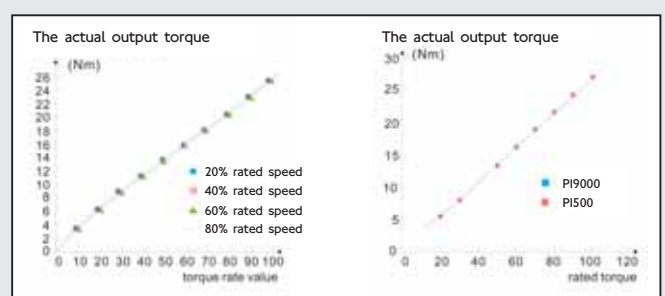 The actual output torque
(Nm)
26
24
22
20
18
16
14
12
10
8
6
4
2
0
0 10 20 30 40 50 60 70 80 90 100
torque rate value
20% rated speed
40% rated speed
60% rated speed
80% rated speed
The actual output torque
(Nm)
30
25
20
15
10
5
0
0 20 40 60 80 100 120
rated torque
PI9000
PI500